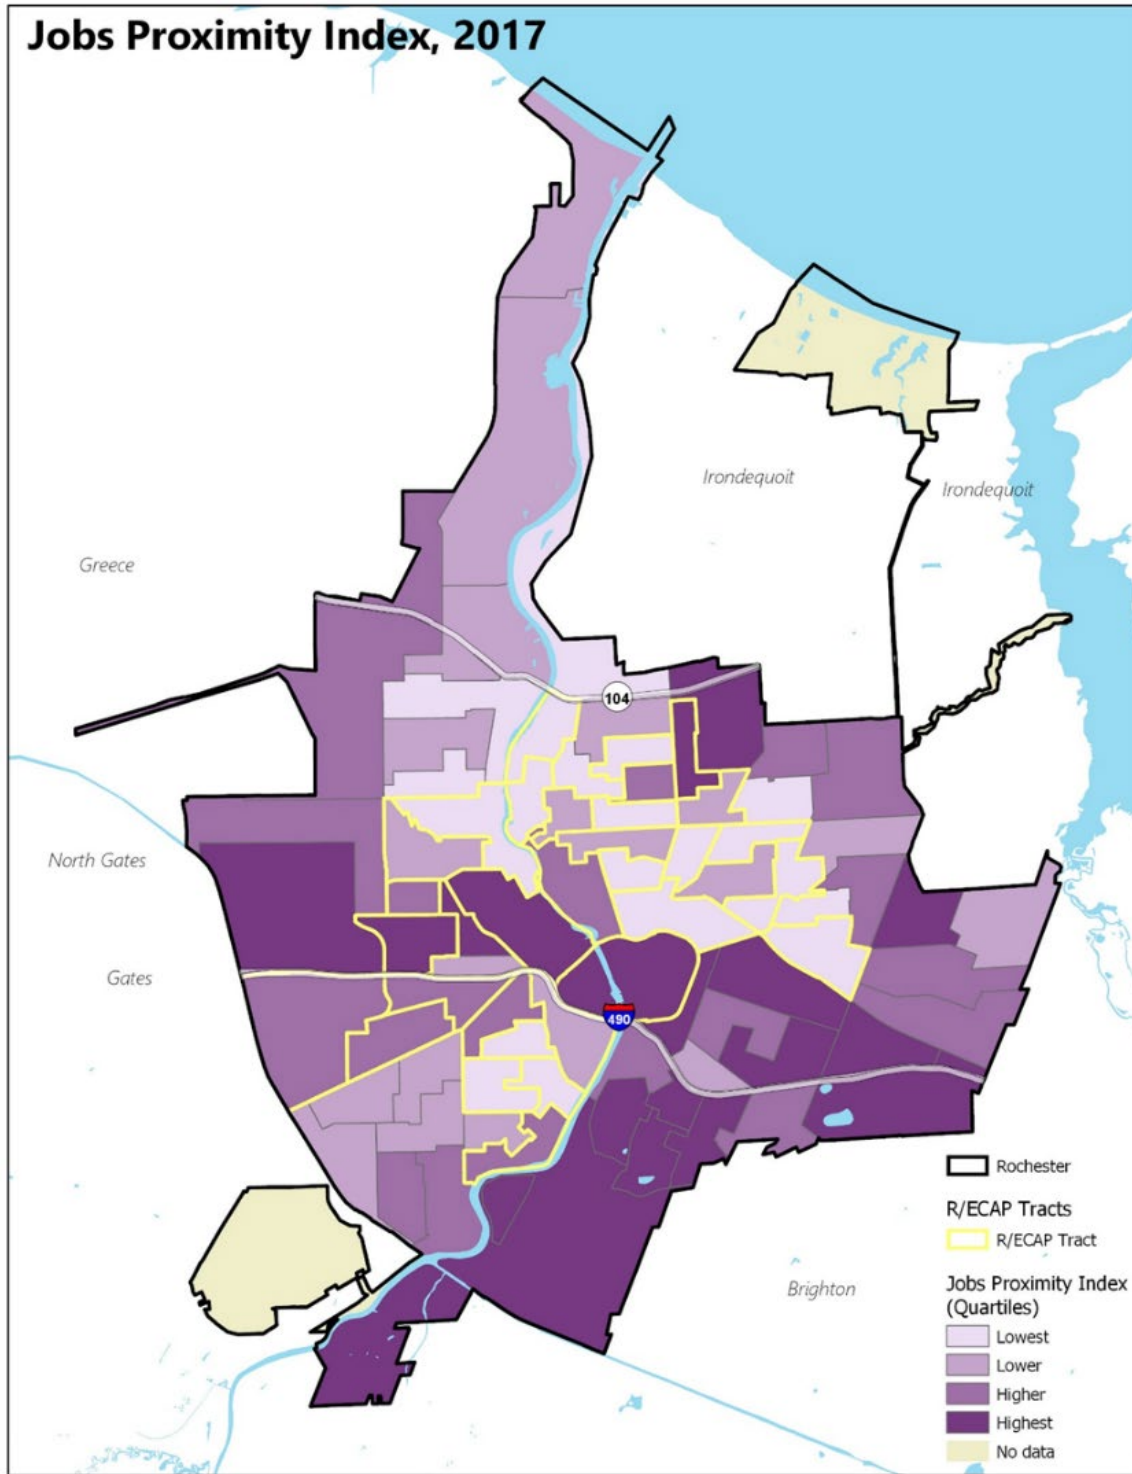 Jobs Proximity Index, 2017
Irondequoit
Irondequoit
Greece
104
North Gates
Gates
490
Rochester
R/ECAP Tracts
R/ECAP Tract
Brighton
Jobs Proximity Index
(Quartiles)
Lowest
Lower
Higher
Highest
No data